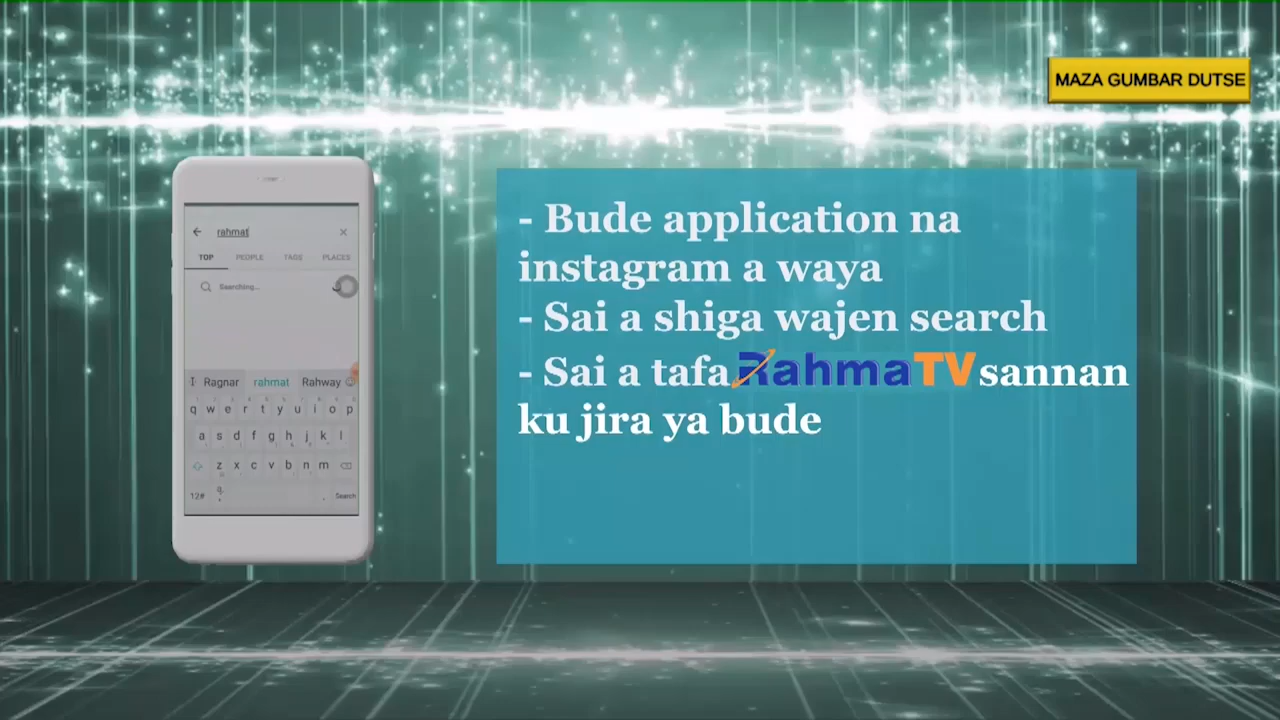 MAZA GUMBAR DUTSE
- Bude application na
instagram a waya
- Sai a shiga wajen search
- Sai a tafa RahmaTV sannan
ku jira ya bude
rahmat
TOP PEOPLE TAGS PLACES
Searching...
Ragnar rahmat Rahway
q w e r t y u i o p
a s d f g h j k l
z x c v b n m
12# , . Search